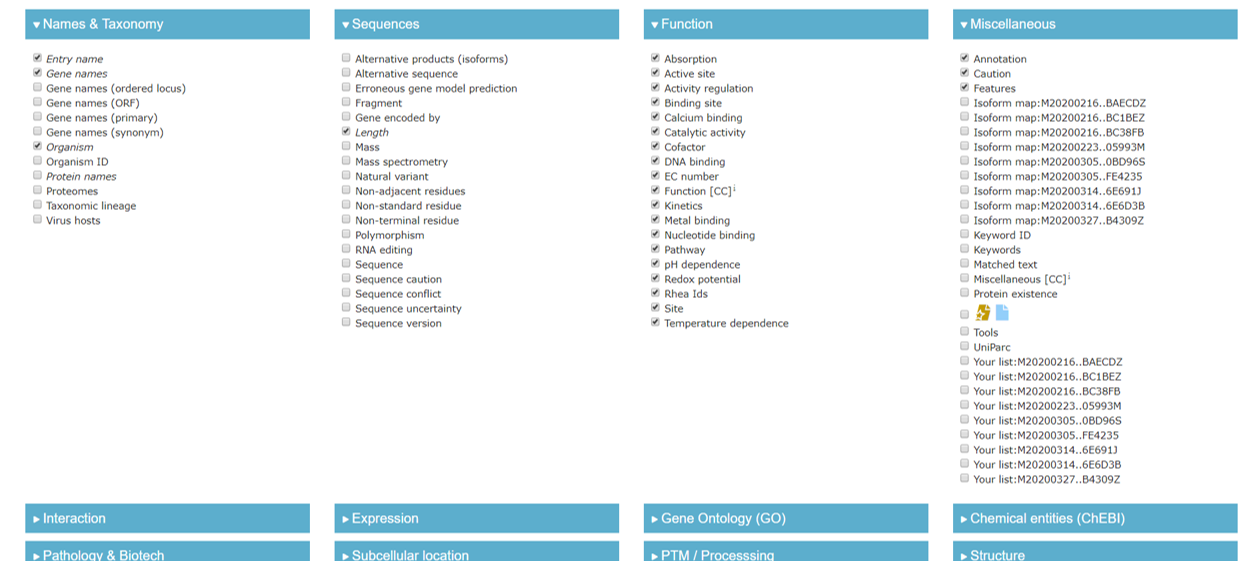 Names & Taxonomy
Entry name
Gene names
Gene names (ordered locus)
Gene names (ORF)
Gene names (primary)
Gene names (synonym)
Organism
Organism ID
Protein names
Proteomes
Taxonomic lineage
Virus hosts
Sequences
Alternative products (isoforms)
Alternative sequence
Erroneous gene model prediction
Fragment
Gene encoded by
Length
Mass
Mass spectrometry
Natural variant
Non-adjacent residues
Non-standard residue
Non-terminal residue
Polymorphism
RNA editing
Sequence
Sequence caution
Sequence conflict
Sequence uncertainty
Sequence version
Function
Absorption
Active site
Activity regulation
Binding site
Calcium binding
Catalytic activity
Cofactor
DNA binding
EC number
Function [CC]i
Kinetics
Metal binding
Nucleotide binding
Pathway
pH dependence
Redox potential
Rhea Ids
Site
Temperature dependence
Miscellaneous
Annotation
Caution
Features
Isoform map:M20200216..BAECDZ
Isoform map:M20200216..BC1BEZ
Isoform map:M20200216..BC38FB
Isoform map:M20200223..05993M
Isoform map:M20200305..0BD96S
Isoform map:M20200305..FE4235
Isoform map:M20200314..6E691J
Isoform map:M20200314..6E6D3B
Isoform map:M20200327..B4309Z
Keyword ID
Keywords
Matched text
Miscellaneous [CC]i
Protein existence
Tools
UniParc
Your list:M20200216..BAECDZ
Your list:M20200216..BC1BEZ
Your list:M20200216..BC38FB
Your list:M20200223..05993M
Your list:M20200305..0BD96S
Your list:M20200305..FE4235
Your list:M20200314..6E691J
Your list:M20200314..6E6D3B
Your list:M20200327..B4309Z
Interaction
Expression
Gene Ontology (GO)
Chemical entities (ChEBI)
Pathology & Biotech
Subcellular location
PTM / Processsing
Structure